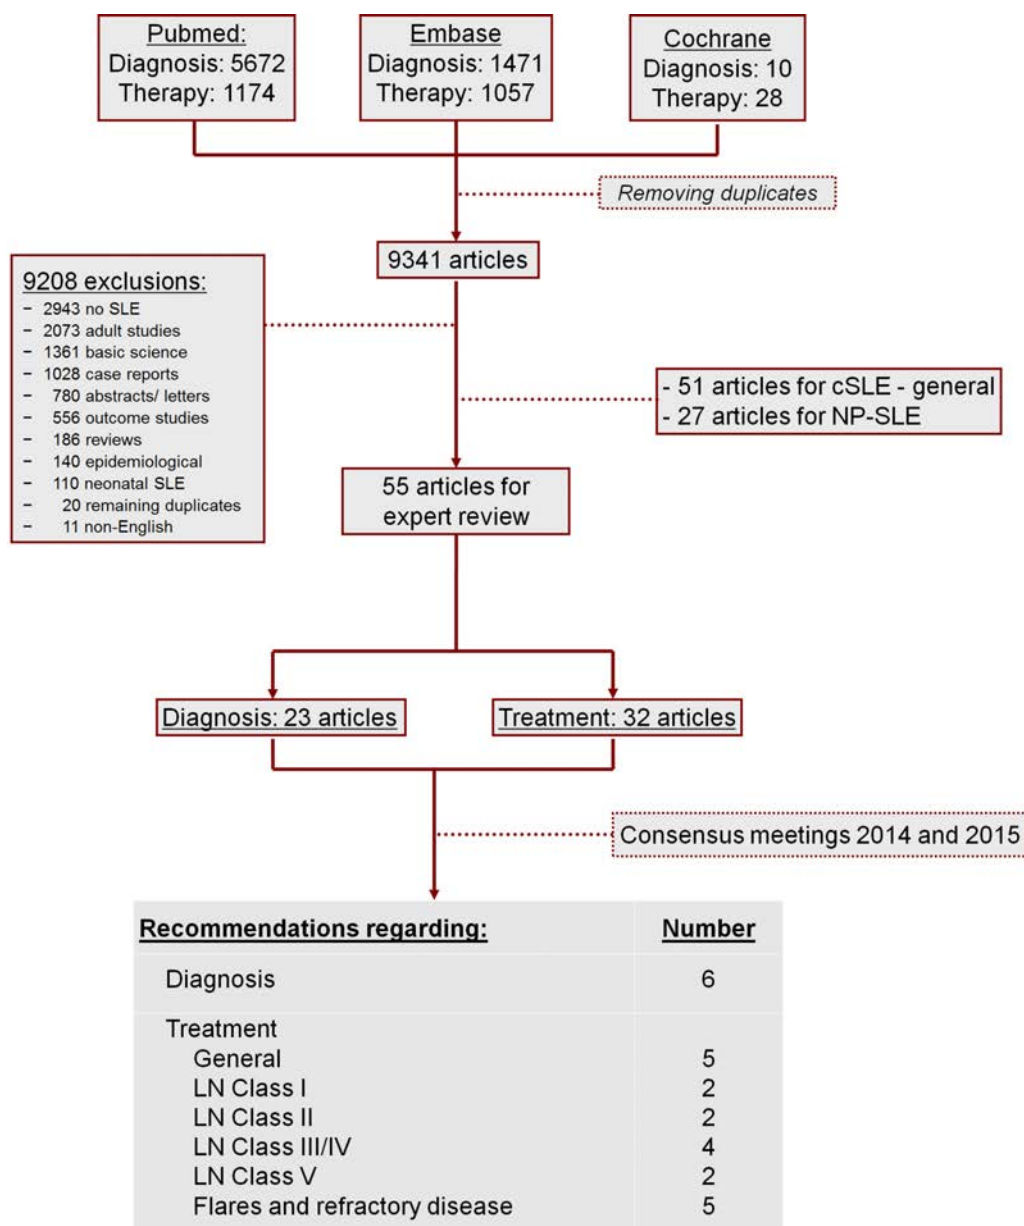 Pubmed:
Diagnosis: 5672
Therapy: 1174
Embase
Diagnosis: 1471
Therapy: 1057
Cochrane
Diagnosis: 10
Therapy: 28
Removing duplicates
9341 articles
9208 exclusions:
− 2943 no SLE
− 2073 adult studies
− 1361 basic science
− 1028 case reports
− 780 abstracts/ letters
− 556 outcome studies
− 186 reviews
− 140 epidemiological
− 110 neonatal SLE
− 20 remaining duplicates
− 11 non-English
- 51 articles for cSLE - general
- 27 articles for NP-SLE
55 articles for
expert review
Diagnosis: 23 articles
Treatment: 32 articles
Consensus meetings 2014 and 2015
Recommendations regarding: Number
Diagnosis 6
Treatment
General 5
LN Class I 2
LN Class II 2
LN Class III/IV 4
LN Class V 2
Flares and refractory disease 5